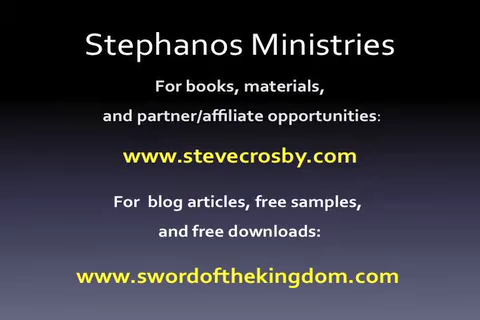 Stephanos Ministries
For books, materials,
and partner/affiliate opportunities:
www.stevecrosby.com
For blog articles, free samples,
and free downloads:
www.swordofthekingdom.com